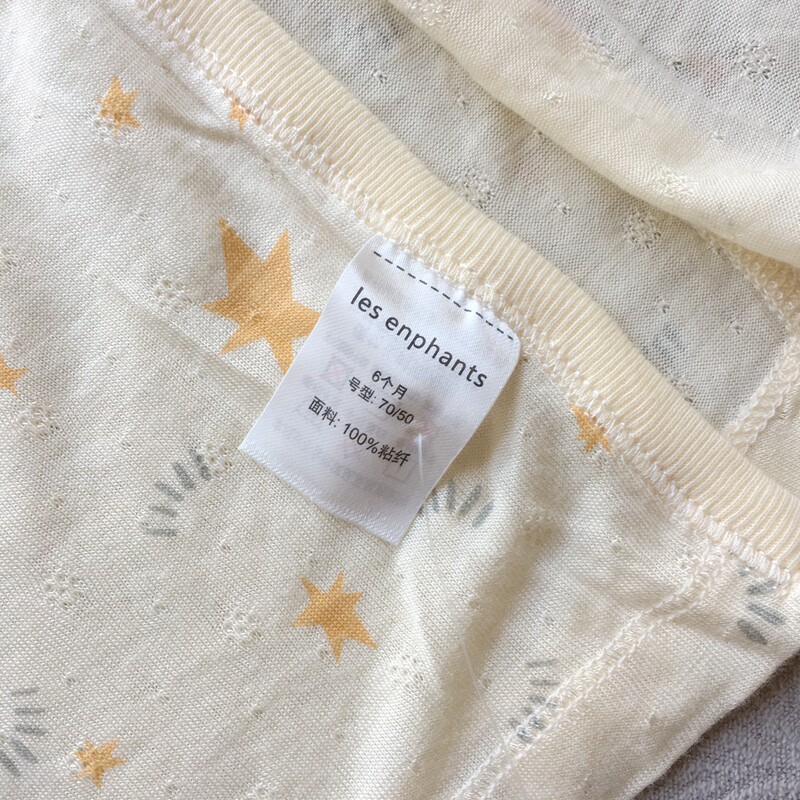 les enphants
6个月
号型: 70/50
面料: 100%粘纤